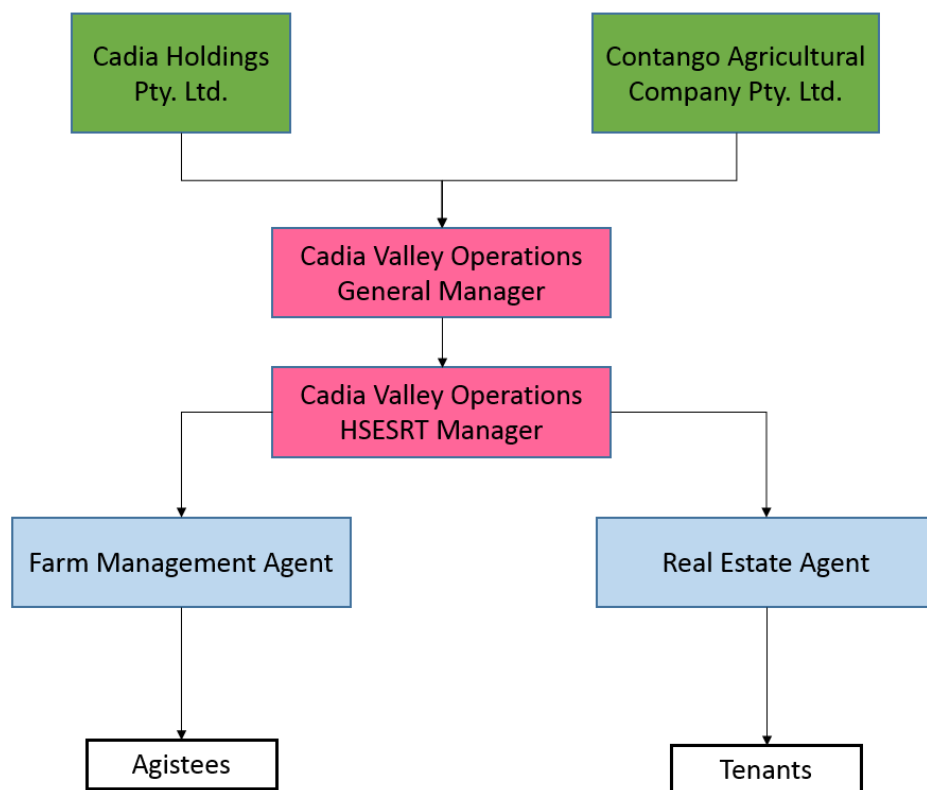 Cadia Holdings
Pty. Ltd.
Contango Agricultural
Company Pty. Ltd.
Cadia Valley Operations
General Manager
Cadia Valley Operations
HSESRT Manager
Farm Management Agent
Real Estate Agent
Agistees
Tenants